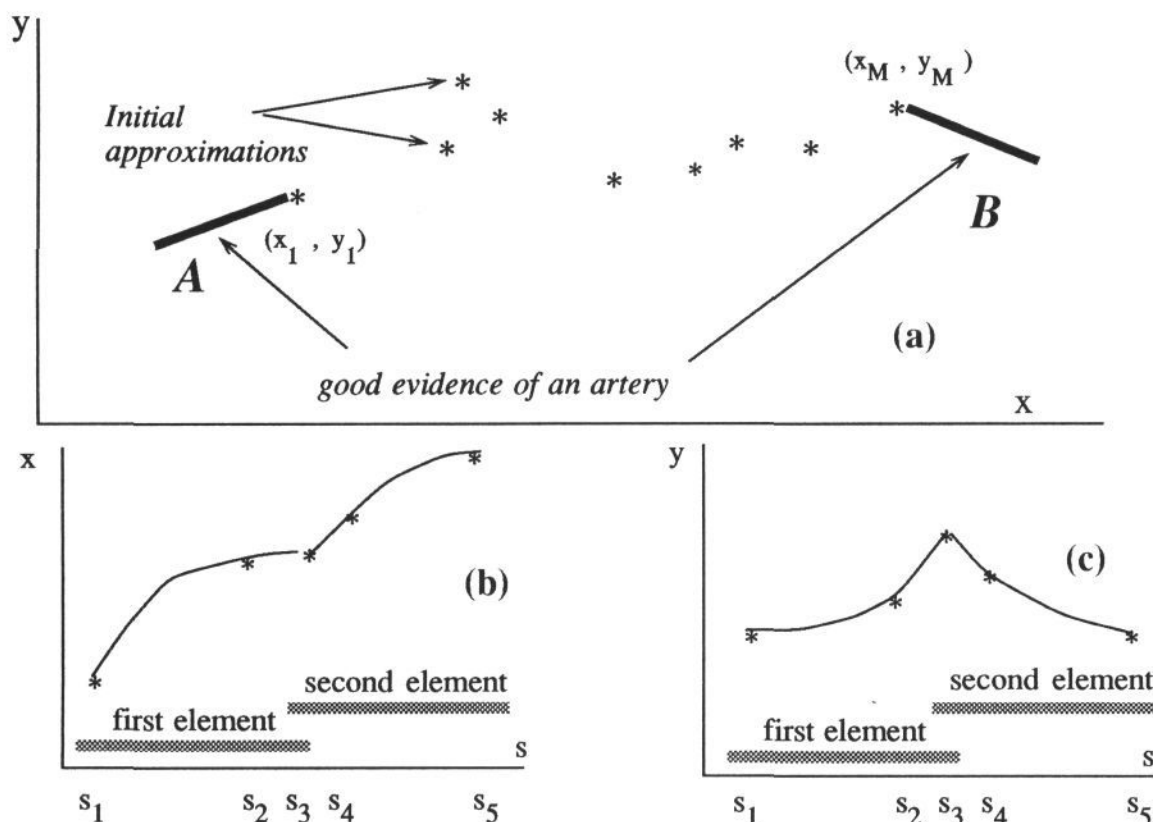 y
(x_M , y_M)
Initial
approximations
(x_1 , y_1)
A
B
(a)
good evidence of an artery
x
x
(b)
second element
first element
s
s_1 s_2 s_3 s_4 s_5
y
(c)
second element
first element
s
s_1 s_2 s_3 s_4 s_5